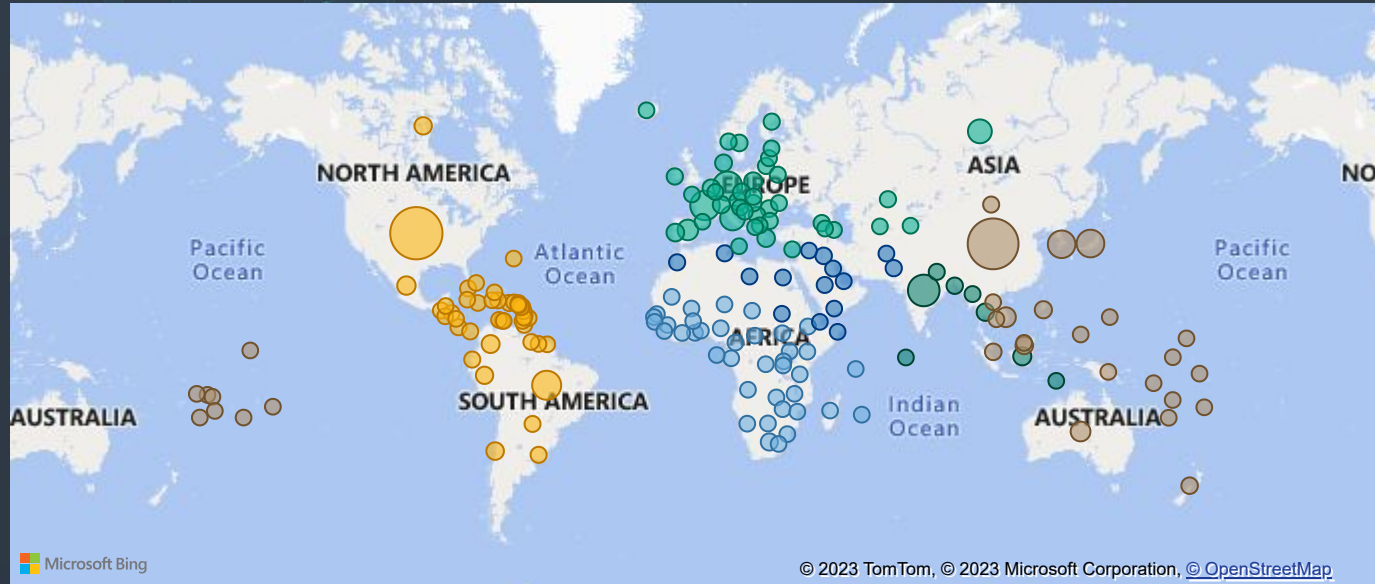 NORTH AMERICA
EUROPE
ASIA
NO
Pacific
Ocean
Atlantic
Ocean
Pacific
Ocean
AFRICA
SOUTH AMERICA
Indian
Ocean
AUSTRALIA
AUSTRALIA
Microsoft Bing
© 2023 TomTom, © 2023 Microsoft Corporation, © OpenStreetMap